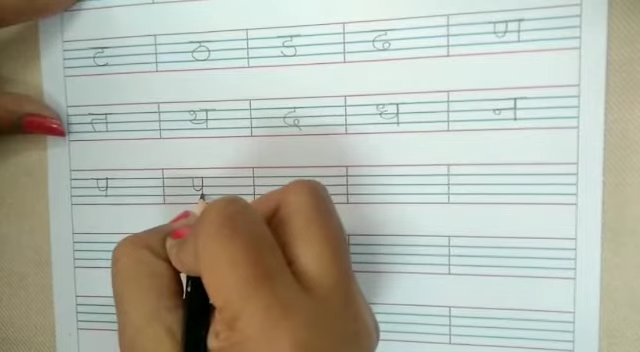 ट ठ ड ढ ण
त थ द ध न
प प